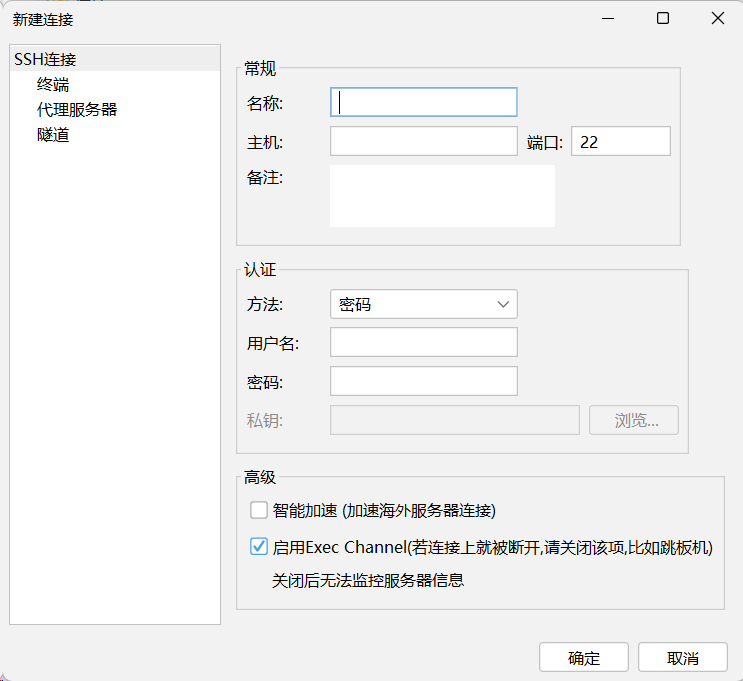 新建连接
SSH连接
终端
代理服务器
隧道
常规
名称:
主机:
端口: 22
备注:
认证
方法: 密码
用户名:
密码:
私钥: 浏览...
高级
智能加速 (加速海外服务器连接)
启用Exec Channel(若连接上就被断开,请关闭该项,比如跳板机)
关闭后无法监控服务器信息
确定 取消